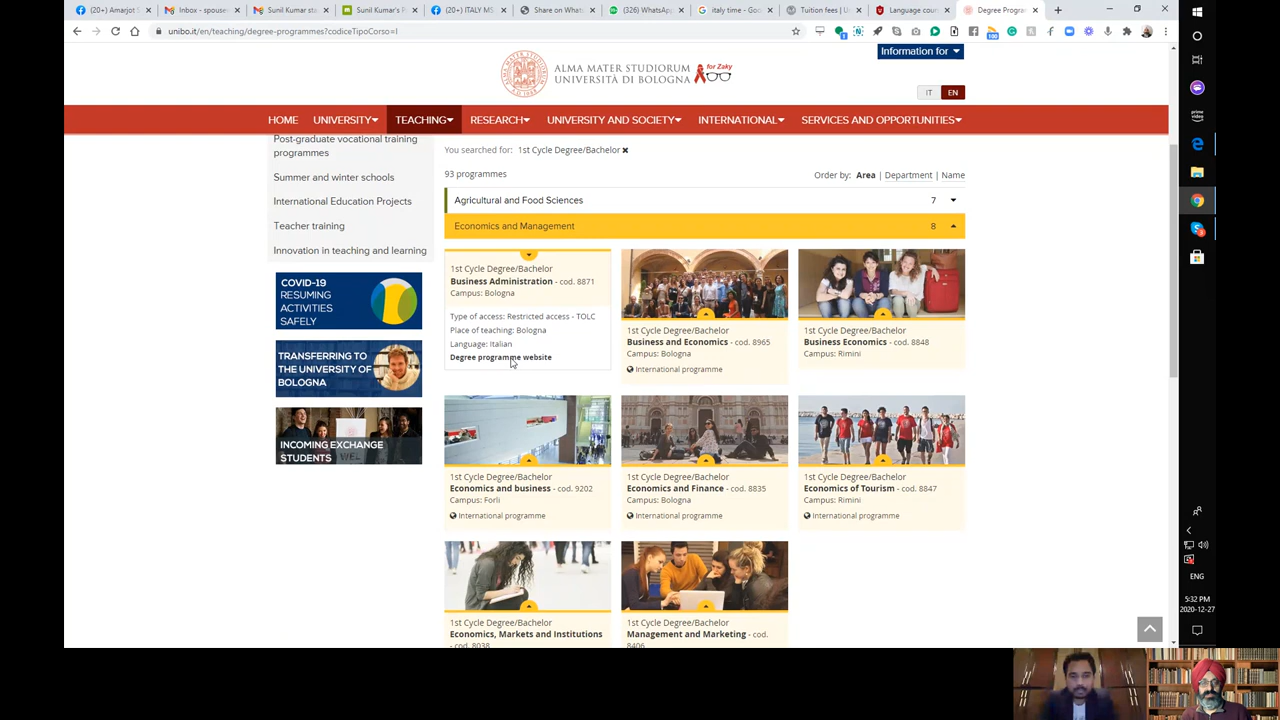 (20+) Amarjot S
Inbox - spouse
Sunil Kumar sta
Sunil Kumar's P
(20+) ITALY MS
Share on Whats
(326) WhatsApp
italy time - Goog
Tuition fees | Un
Language cour
Degree Progra
unibo.it/en/teaching/degree-programmes?codiceTipoCorso=l
Information for
ALMA MATER STUDIORUM
UNIVERSITÀ DI BOLOGNA
for Zaky
IT EN
HOME UNIVERSITY TEACHING RESEARCH UNIVERSITY AND SOCIETY INTERNATIONAL SERVICES AND OPPORTUNITIES
Post-graduate vocational training
programmes
Summer and winter schools
International Education Projects
Teacher training
Innovation in teaching and learning
COVID-19
RESUMING
ACTIVITIES
SAFELY
TRANSFERRING TO
THE UNIVERSITY OF
BOLOGNA
INCOMING EXCHANGE
STUDENTS
You searched for: 1st Cycle Degree/Bachelor
93 programmes
Order by: Area | Department | Name
Agricultural and Food Sciences 7
Economics and Management 8
1st Cycle Degree/Bachelor
Business Administration - cod. 8871
Campus: Bologna
Type of access: Restricted access - TOLC
Place of teaching: Bologna
Language: Italian
Degree programme website
1st Cycle Degree/Bachelor
Business and Economics - cod. 8965
Campus: Bologna
International programme
1st Cycle Degree/Bachelor
Business Economics - cod. 8848
Campus: Rimini
1st Cycle Degree/Bachelor
Economics and business - cod. 9202
Campus: Forlì
International programme
1st Cycle Degree/Bachelor
Economics and Finance - cod. 8835
Campus: Bologna
International programme
1st Cycle Degree/Bachelor
Economics of Tourism - cod. 8847
Campus: Rimini
International programme
1st Cycle Degree/Bachelor
Economics, Markets and Institutions
- cod. 8038
1st Cycle Degree/Bachelor
Management and Marketing - cod.
8406
ENG
5:32 PM
2020-12-27